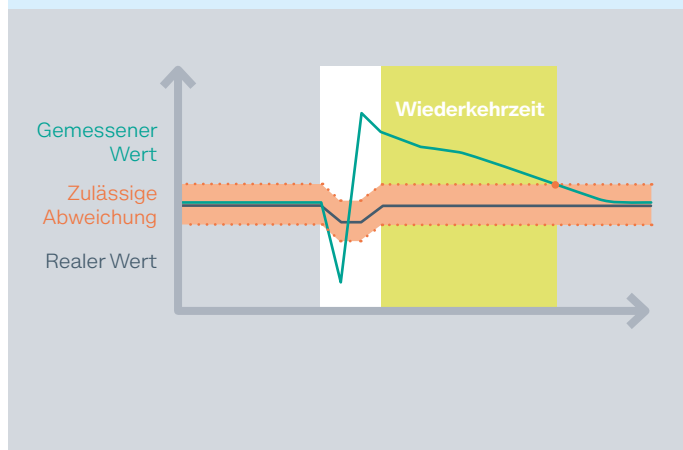 Wiederkehrzeit
Gemessener
Wert
Zulässige
Abweichung
Realer Wert